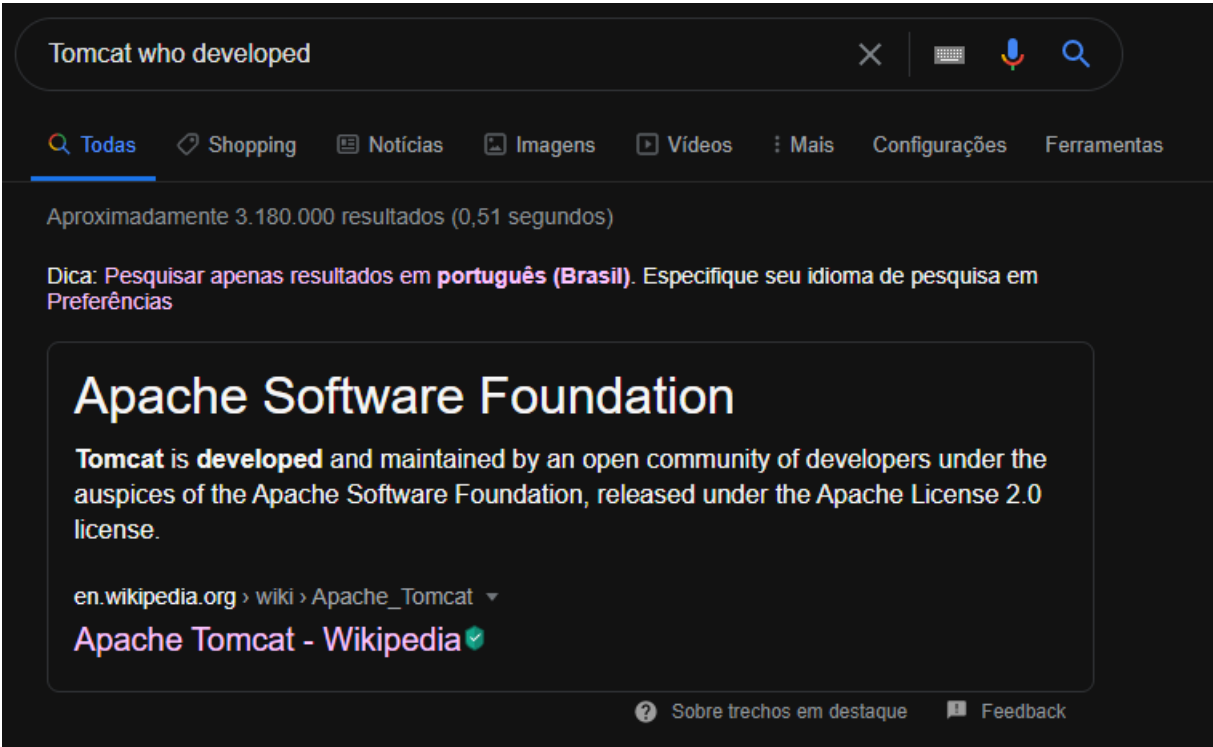 Tomcat who developed
Todas Shopping Notícias Imagens Vídeos Mais Configurações Ferramentas
Aproximadamente 3.180.000 resultados (0,51 segundos)
Dica: Pesquisar apenas resultados em português (Brasil). Especifique seu idioma de pesquisa em
Preferências
Apache Software Foundation
Tomcat is developed and maintained by an open community of developers under the
auspices of the Apache Software Foundation, released under the Apache License 2.0
license.
en.wikipedia.org › wiki › Apache_Tomcat
Apache Tomcat - Wikipedia
Sobre trechos em destaque Feedback